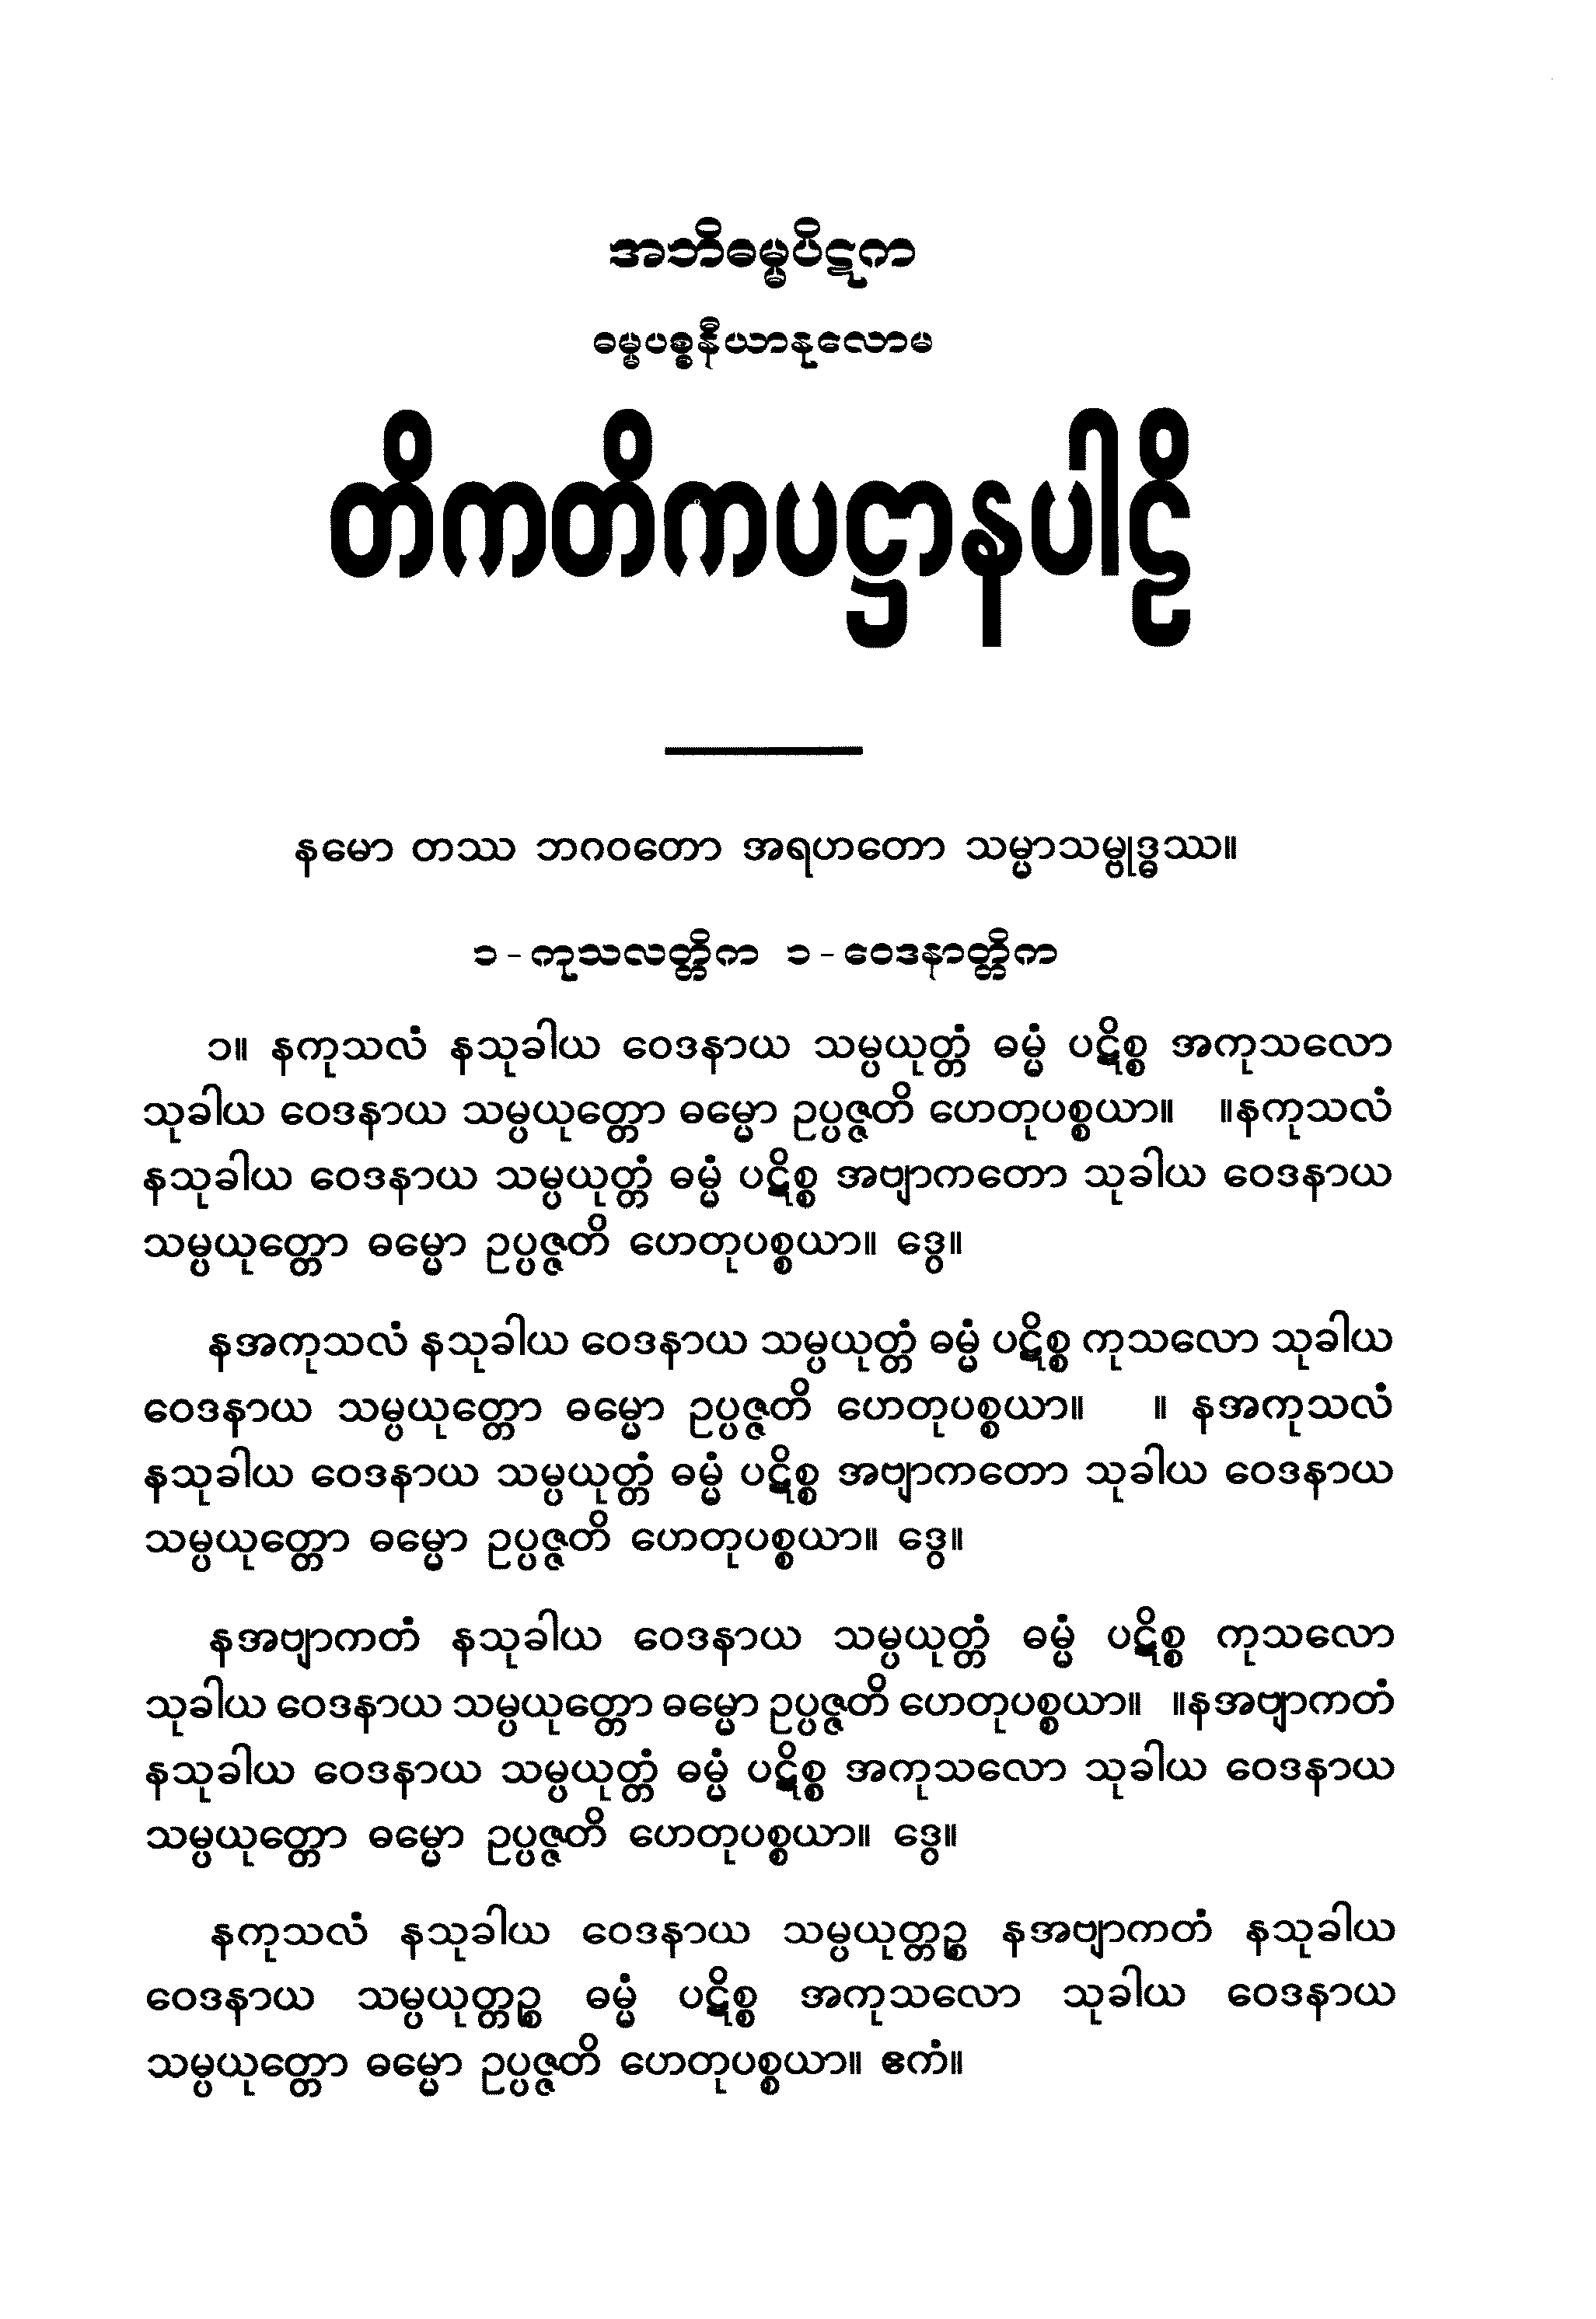 အဘိဓမ္မပိဋက
ဓမ္မပစ္စနီယာနုလောမ
တိကတိကပဋ္ဌာနပါဠိ
နမော တဿ ဘဂဝတော အရဟတော သမ္မာသမ္ဗုဒ္ဓဿ။
၁ - ကုသလတ္တိက ၁ - ဝေဒနာတ္တိက
၁။ နကုသလံ နသုခါယ ဝေဒနာယ သမ္ပယုတ္တံ ဓမ္မံ ပဋိစ္စ အကုသလော
သုခါယ ဝေဒနာယ သမ္ပယုတ္တော ဓမ္မော ဥပ္ပဇ္ဇတိ ဟေတုပစ္စယာ။ ။နကုသလံ
နသုခါယ ဝေဒနာယ သမ္ပယုတ္တံ ဓမ္မံ ပဋိစ္စ အဗျာကတော သုခါယ ဝေဒနာယ
သမ္ပယုတ္တော ဓမ္မော ဥပ္ပဇ္ဇတိ ဟေတုပစ္စယာ။ ဒွေ။
နအကုသလံ နသုခါယ ဝေဒနာယ သမ္ပယုတ္တံ ဓမ္မံ ပဋိစ္စ ကုသလော သုခါယ
ဝေဒနာယ သမ္ပယုတ္တော ဓမ္မော ဥပ္ပဇ္ဇတိ ဟေတုပစ္စယာ။ ။ နအကုသလံ
နသုခါယ ဝေဒနာယ သမ္ပယုတ္တံ ဓမ္မံ ပဋိစ္စ အဗျာကတော သုခါယ ဝေဒနာယ
သမ္ပယုတ္တော ဓမ္မော ဥပ္ပဇ္ဇတိ ဟေတုပစ္စယာ။ ဒွေ။
နအဗျာကတံ နသုခါယ ဝေဒနာယ သမ္ပယုတ္တံ ဓမ္မံ ပဋိစ္စ ကုသလော
သုခါယ ဝေဒနာယ သမ္ပယုတ္တော ဓမ္မော ဥပ္ပဇ္ဇတိ ဟေတုပစ္စယာ။ ။နအဗျာကတံ
နသုခါယ ဝေဒနာယ သမ္ပယုတ္တံ ဓမ္မံ ပဋိစ္စ အကုသလော သုခါယ ဝေဒနာယ
သမ္ပယုတ္တော ဓမ္မော ဥပ္ပဇ္ဇတိ ဟေတုပစ္စယာ။ ဒွေ။
နကုသလံ နသုခါယ ဝေဒနာယ သမ္ပယုတ္တဉ္စ နအဗျာကတံ နသုခါယ
ဝေဒနာယ သမ္ပယုတ္တဉ္စ ဓမ္မံ ပဋိစ္စ အကုသလော သုခါယ ဝေဒနာယ
သမ္ပယုတ္တော ဓမ္မော ဥပ္ပဇ္ဇတိ ဟေတုပစ္စယာ။ ဧကံ။